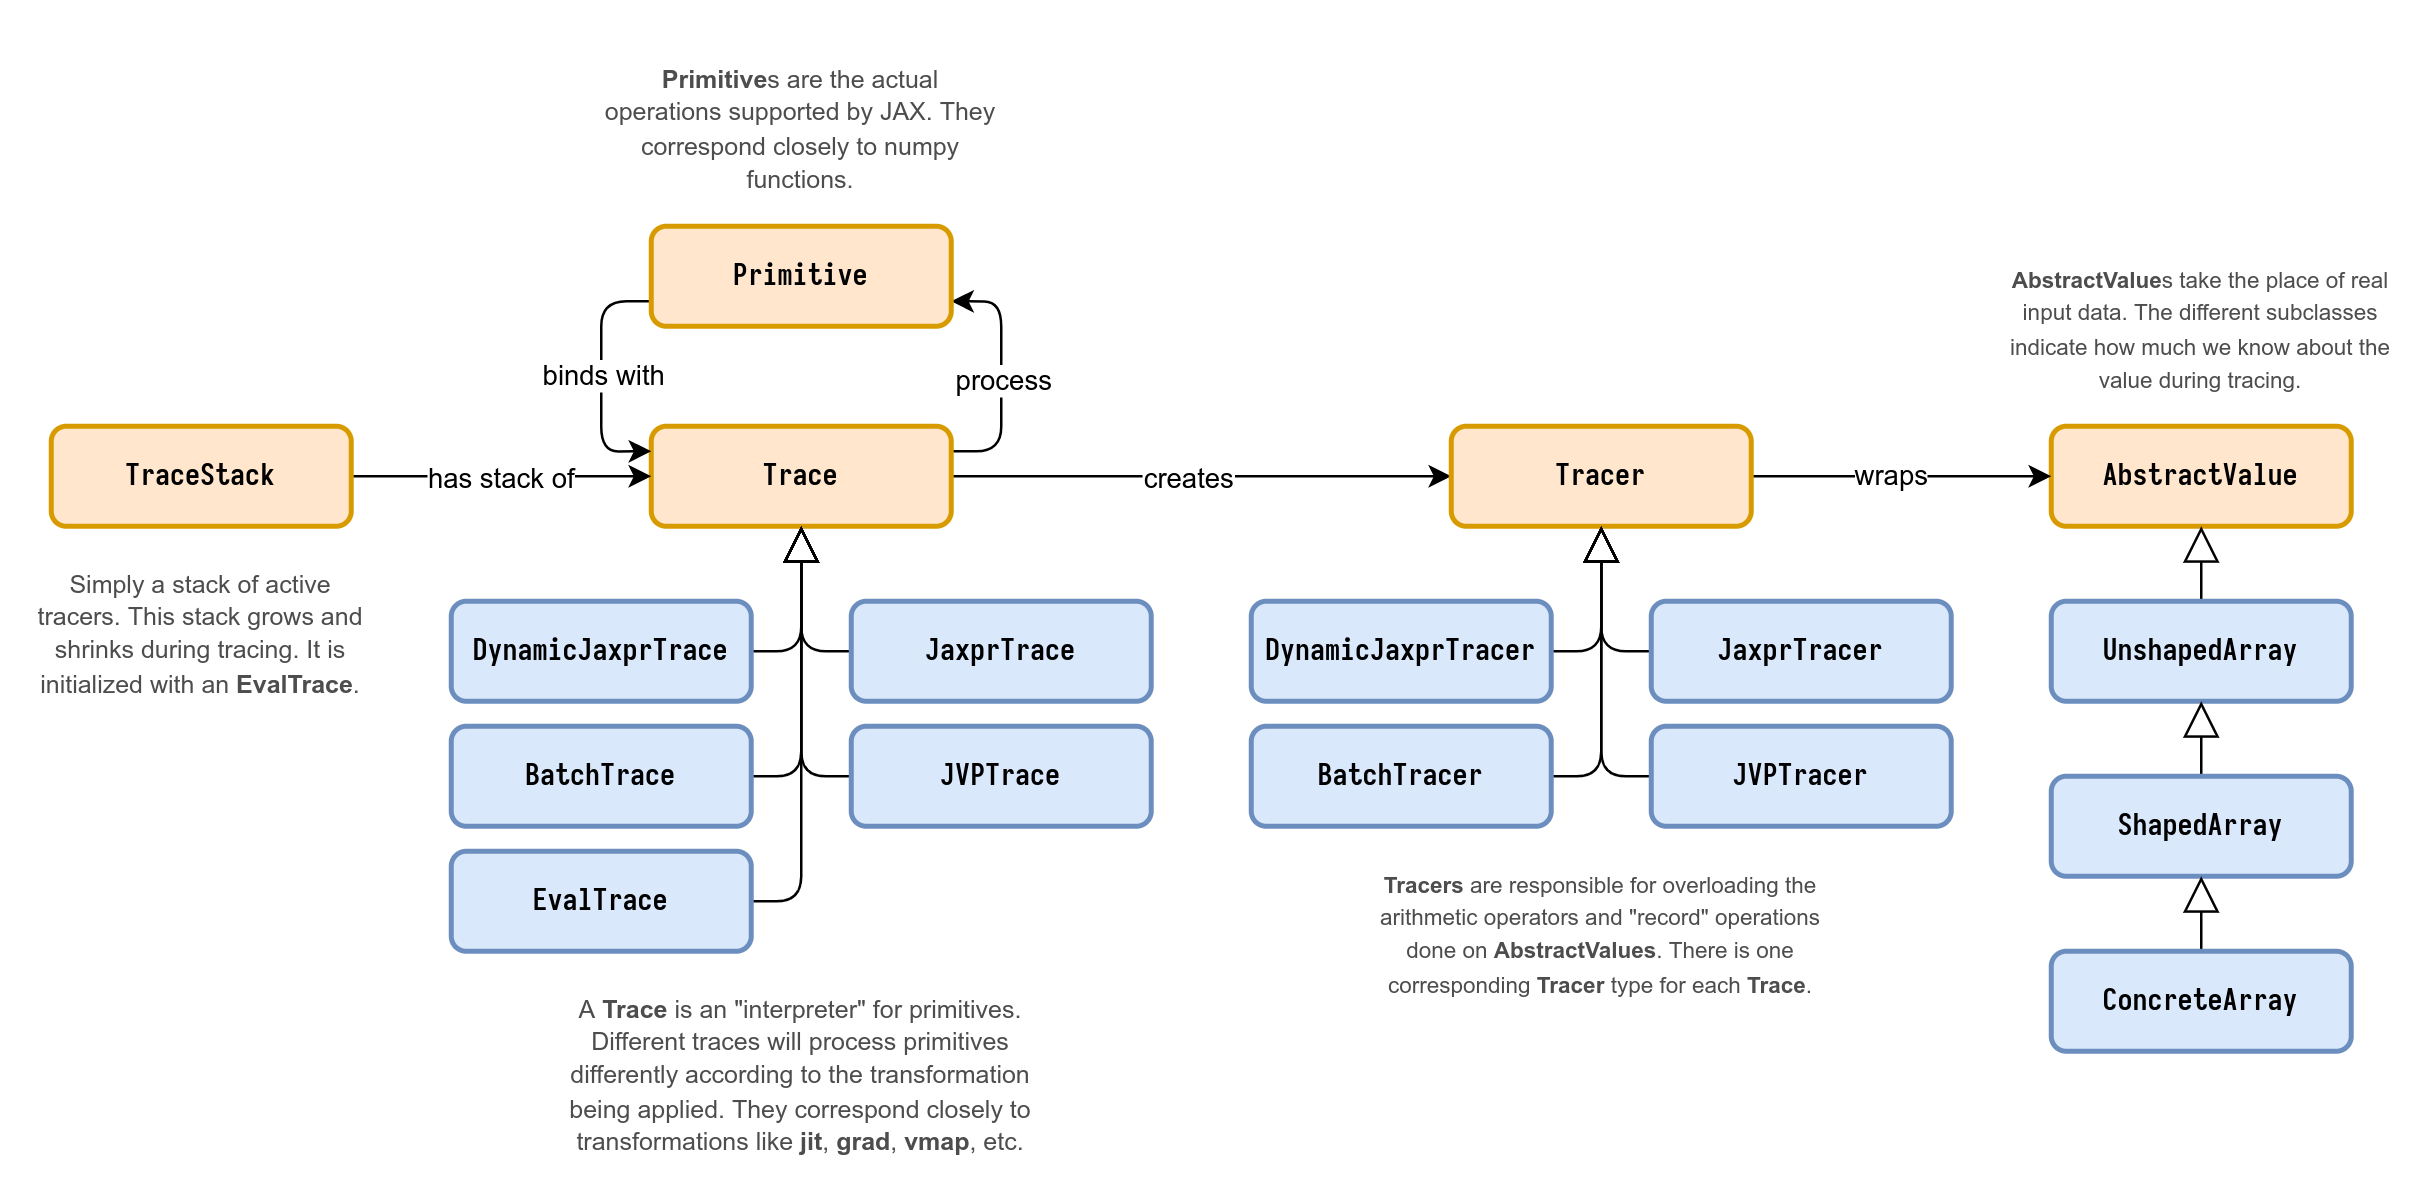 Primitives are the actual
operations supported by JAX. They
correspond closely to numpy
functions.
Primitive
binds with
process
AbstractValues take the place of real
input data. The different subclasses
indicate how much we know about the
value during tracing.
TraceStack
has stack of
Trace
creates
Tracer
wraps
AbstractValue
Simply a stack of active
tracers. This stack grows and
shrinks during tracing. It is
initialized with an EvalTrace.
DynamicJaxprTrace
JaxprTrace
BatchTrace
JVPTrace
EvalTrace
A Trace is an "interpreter" for primitives.
Different traces will process primitives
differently according to the transformation
being applied. They correspond closely to
transformations like jit, grad, vmap, etc.
DynamicJaxprTracer
JaxprTracer
BatchTracer
JVPTracer
Tracers are responsible for overloading the
arithmetic operators and "record" operations
done on AbstractValues. There is one
corresponding Tracer type for each Trace.
UnshapedArray
ShapedArray
ConcreteArray